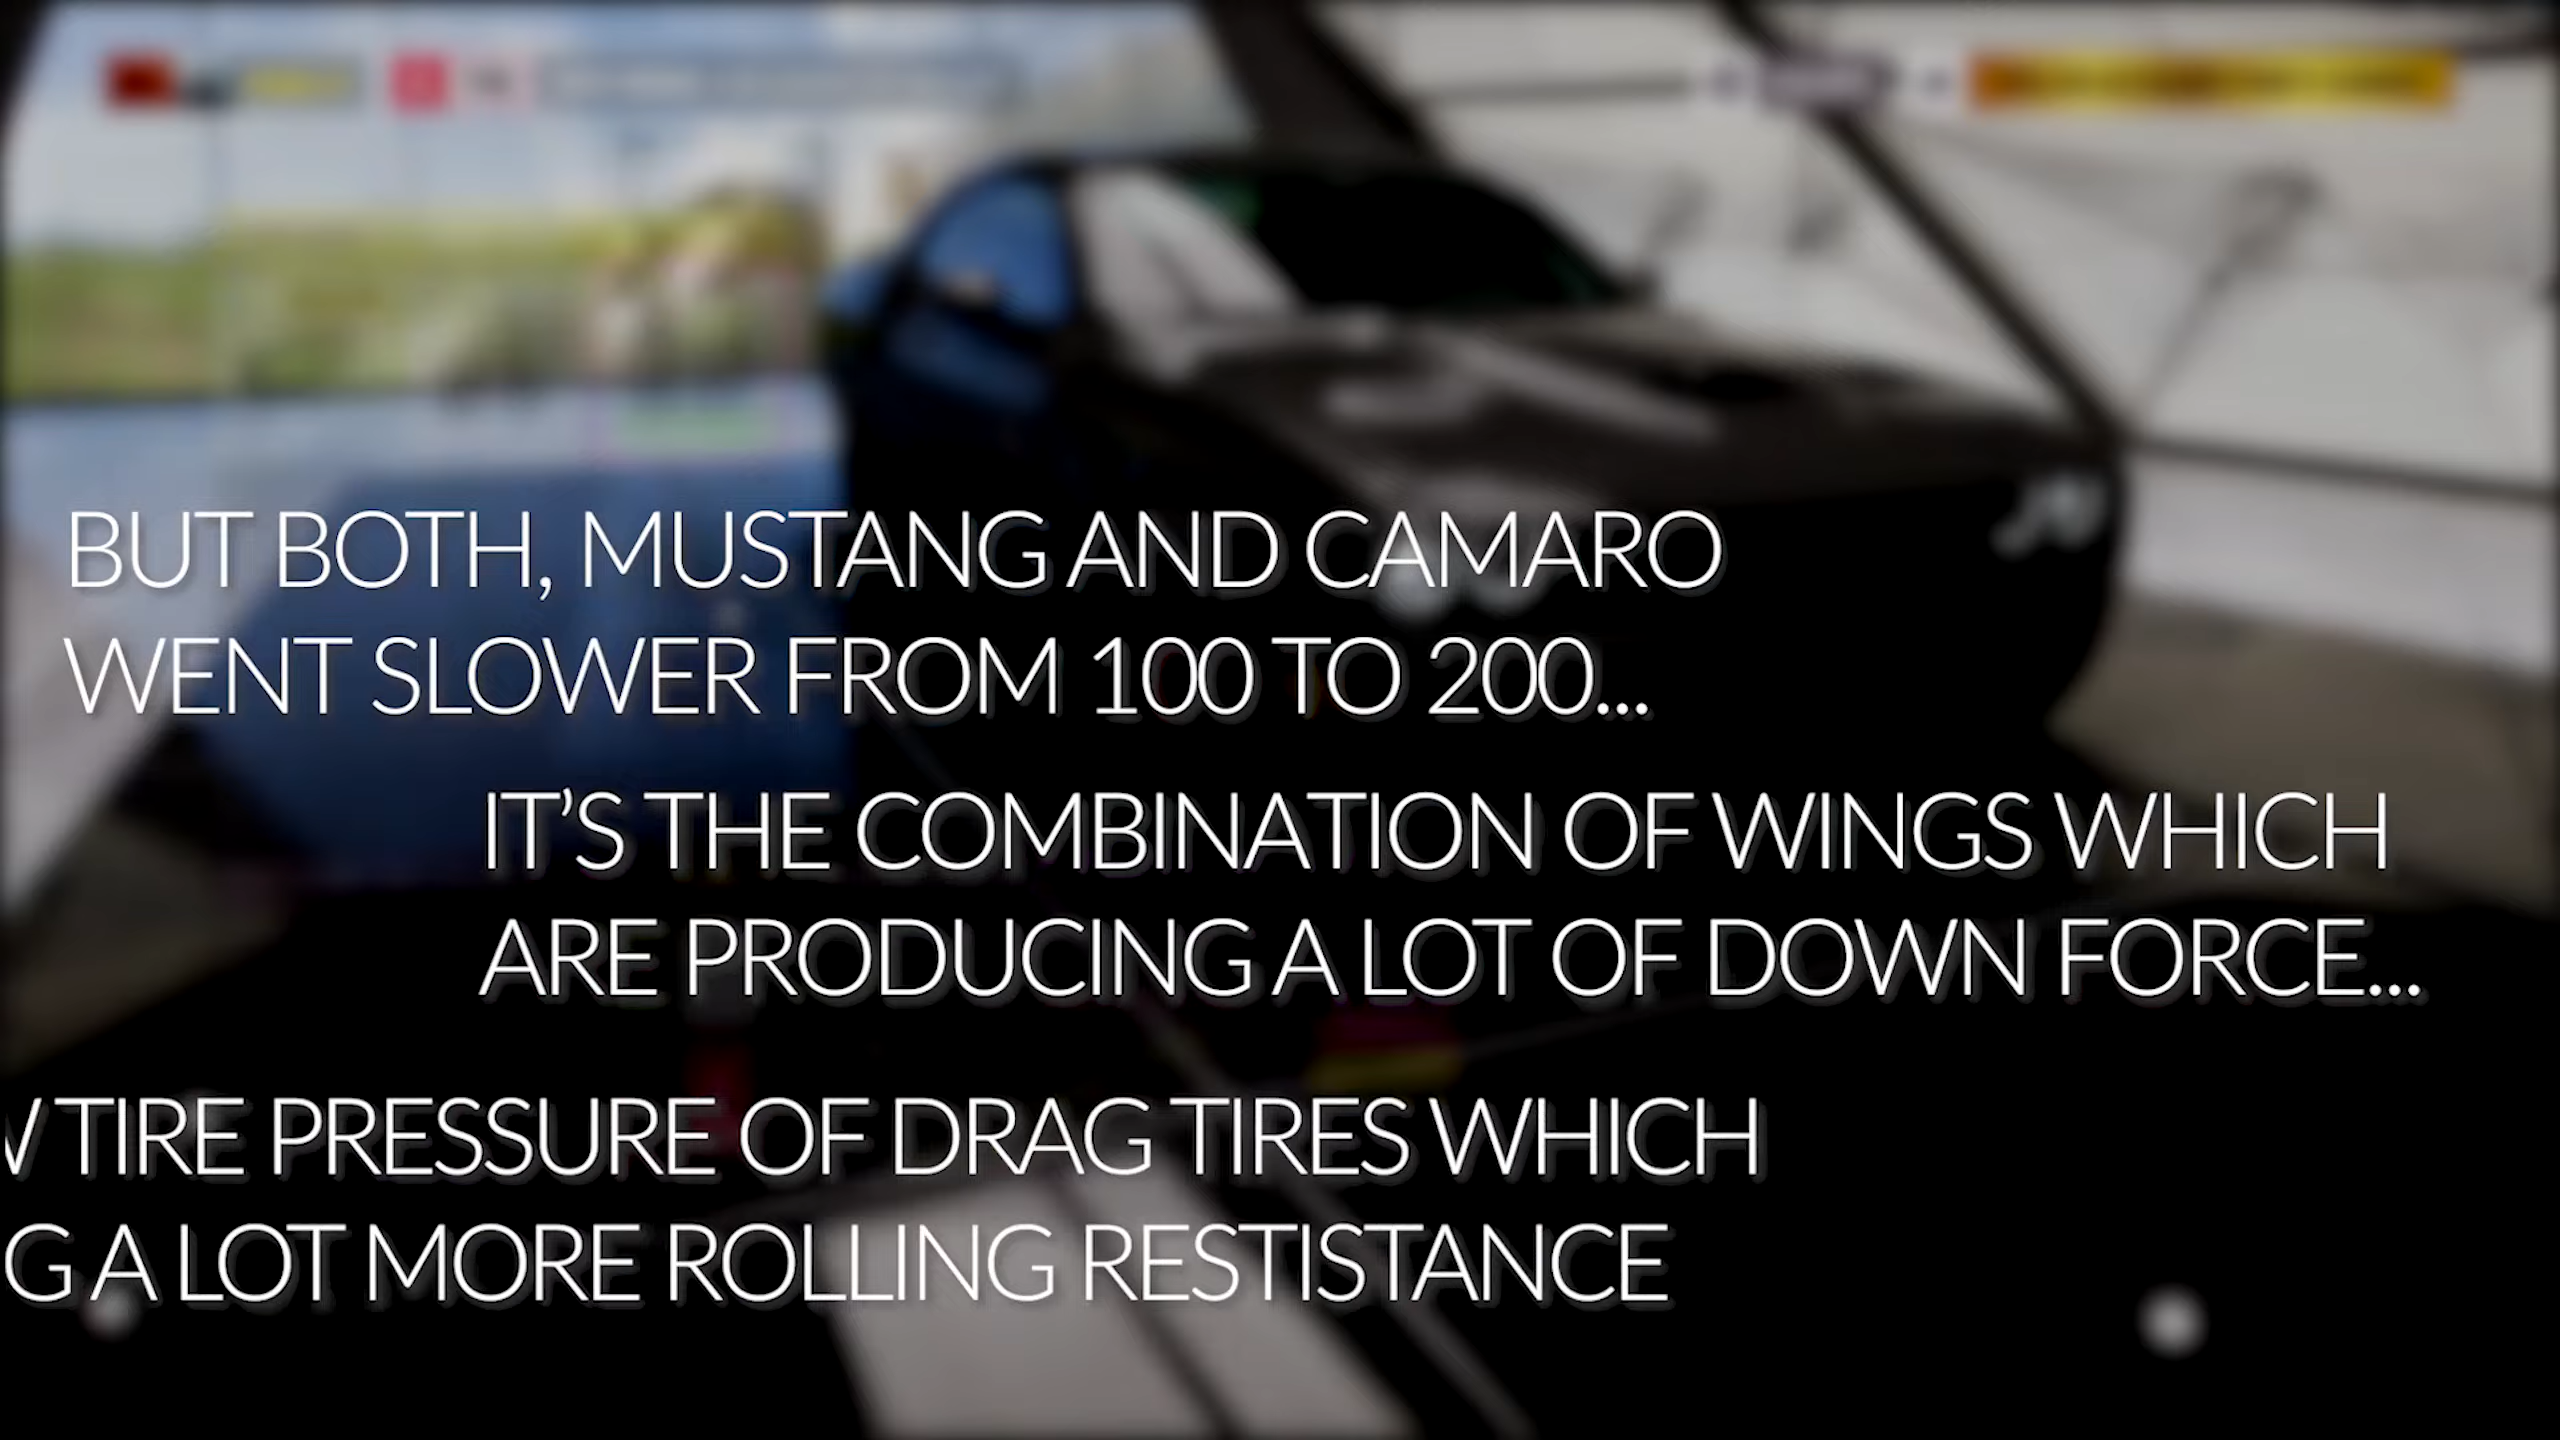 BUT BOTH, MUSTANG AND CAMARO
WENT SLOWER FROM 100 TO 200...
IT’S THE COMBINATION OF WINGS WHICH
ARE PRODUCING A LOT OF DOWN FORCE...
TIRE PRESSURE OF DRAG TIRES WHICH
A LOT MORE ROLLING RESTISTANCE